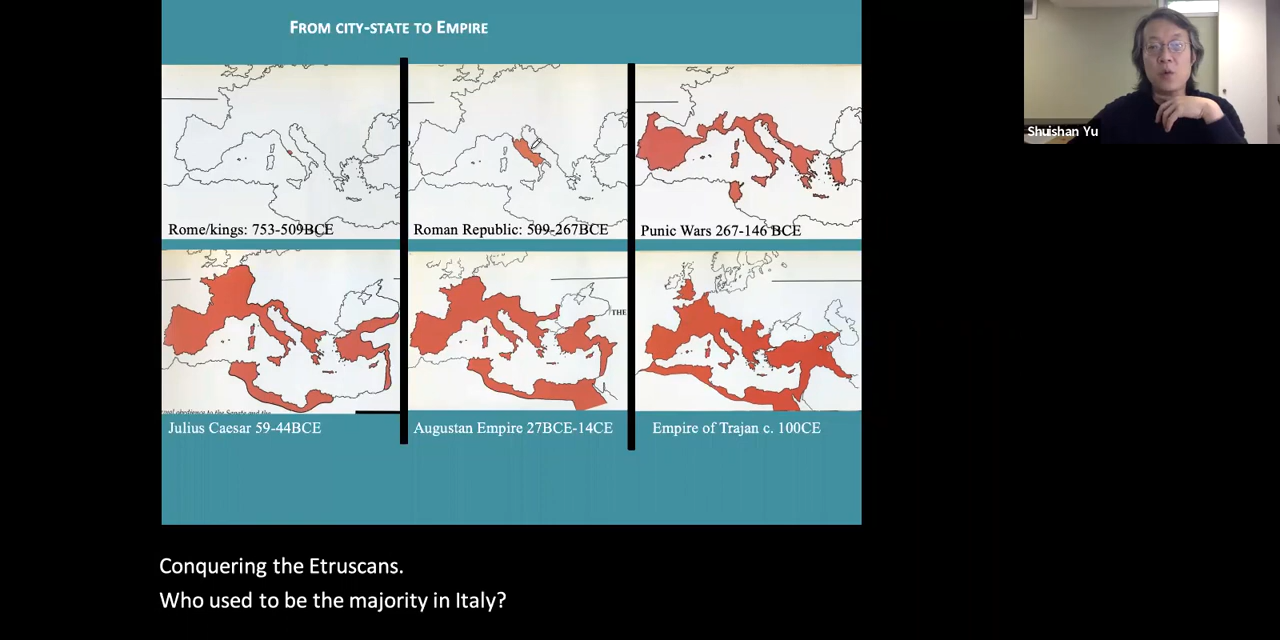 FROM CITY-STATE TO EMPIRE
Shuishan Yu
Rome/kings: 753-509BCE
Roman Republic: 509-267BCE
Punic Wars 267-146 BCE
THE
Julius Caesar 59-44BCE
Augustan Empire 27BCE-14CE
Empire of Trajan c. 100CE
Conquering the Etruscans.
Who used to be the majority in Italy?